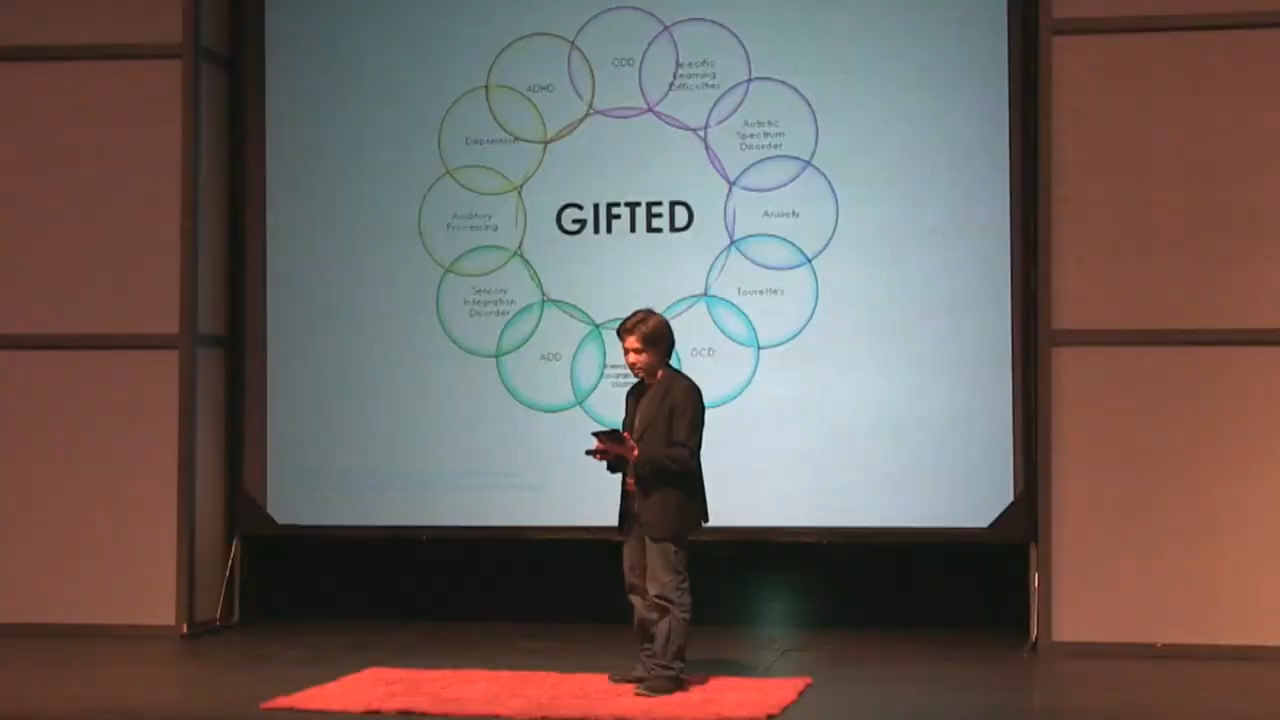 CDD
Specific
Learning
Difficulties
ADHD
Autistic
Spectrum
Disorder
Depression
Anxiety
GIFTED
Auditory
Processing
Tourette's
Sensory
Integration
Disorder
OCD
ADD